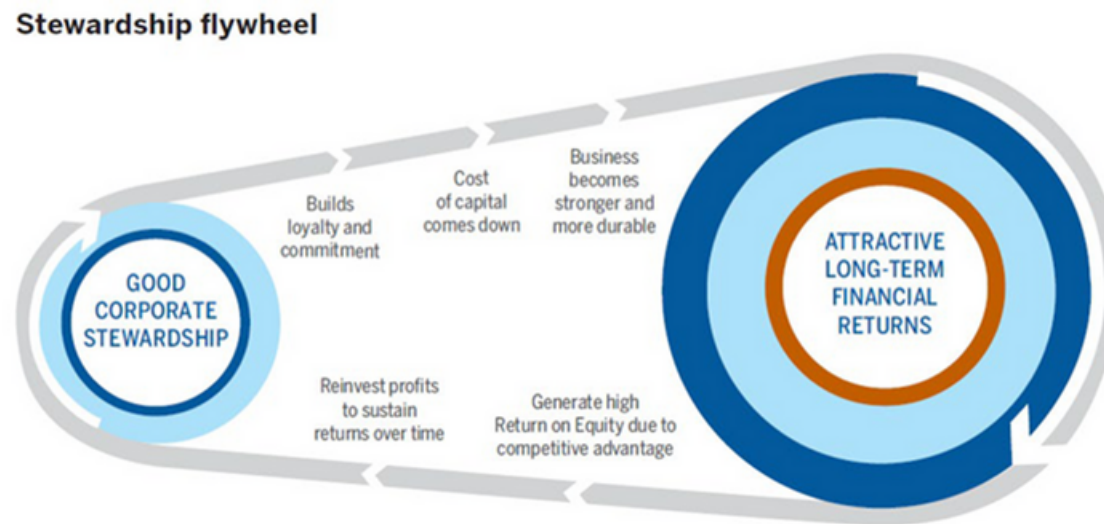 Stewardship flywheel
Builds
loyalty and
commitment
Cost
of capital
comes down
Business
becomes
stronger and
more durable
GOOD
CORPORATE
STEWARDSHIP
ATTRACTIVE
LONG-TERM
FINANCIAL
RETURNS
Reinvest profits
to sustain
returns over time
Generate high
Return on Equity due to
competitive advantage